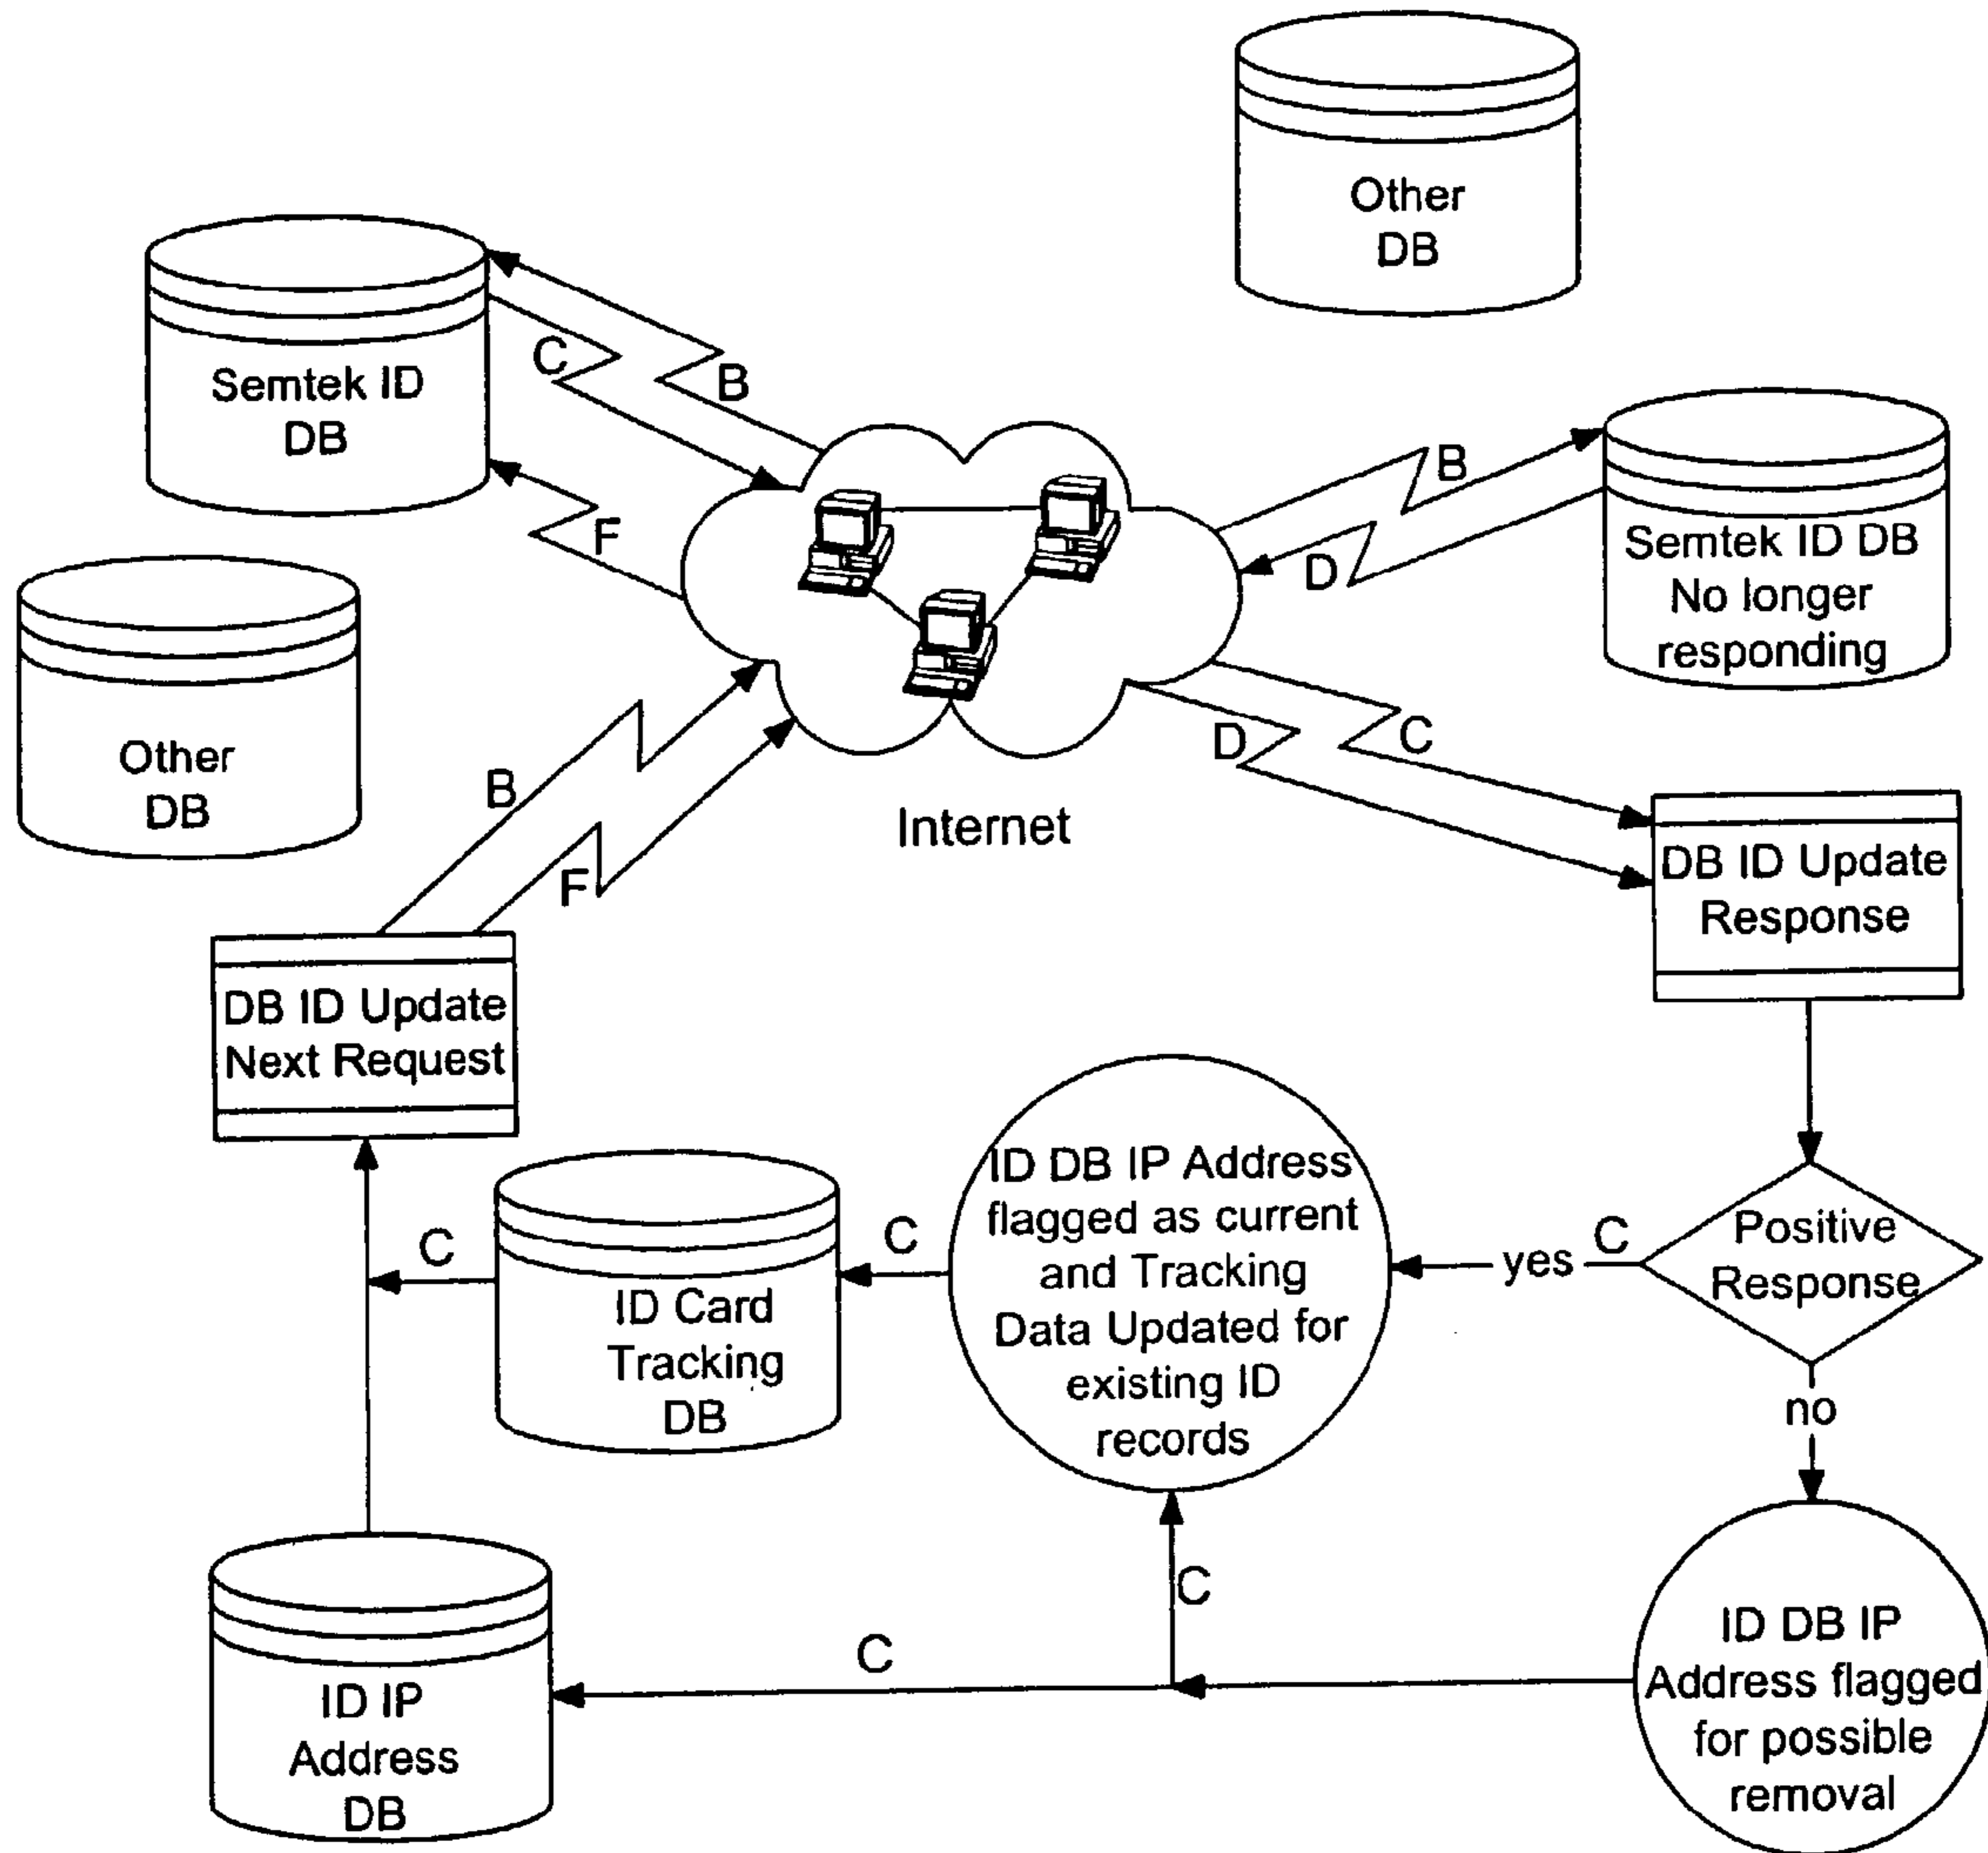 Other
DB
Semtek ID
DB
C
B
F
B
D
Semtek ID DB
No longer
responding
Other
DB
B
F
Internet
D
C
DB ID Update
Response
DB ID Update
Next Request
ID DB IP Address
flagged as current
and Tracking
Data Updated for
existing ID
records
C
C
yes
C
Positive
Response
ID Card
Tracking
DB
no
C
C
ID IP
Address
DB
ID DB IP
Address flagged
for possible
removal